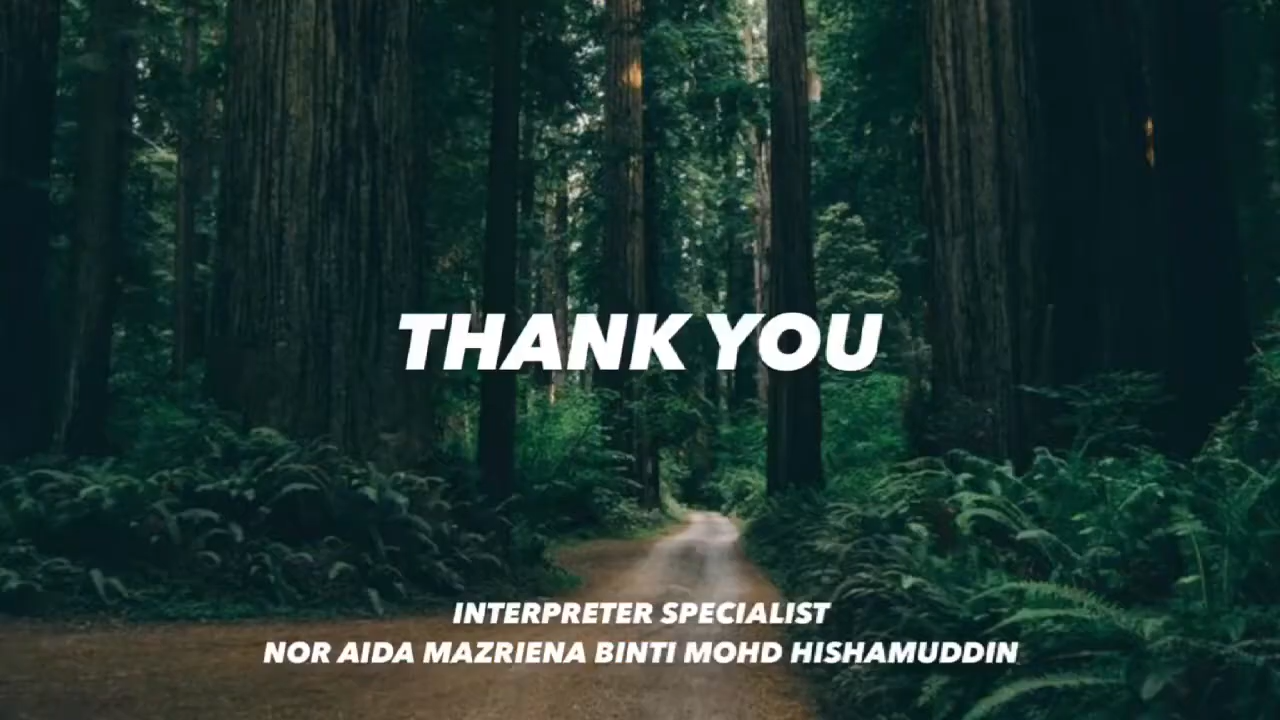 THANK YOU
INTERPRETER SPECIALIST
NOR AIDA MAZRIENA BINTI MOHD HISHAMUDDIN